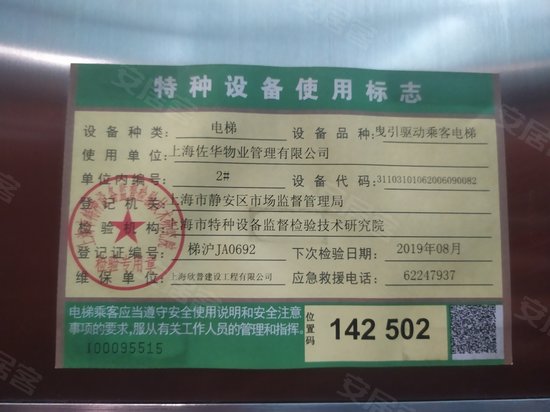 特种设备使用标志
设备种类: 电梯 设备品种: 曳引驱动乘客电梯
使用单位: 上海佐华物业管理有限公司
单位内编号: 2# 设备代码: 31103101062006090082
登记机关: 上海市静安区市场监督管理局
检验机构: 上海市特种设备监督检验技术研究院
登记证编号: 梯沪JA0692 下次检验日期: 2019年08月
维保单位: 上海欣普建设工程有限公司 应急救援电话: 62247937
电梯乘客应当遵守安全使用说明和安全注意
事项的要求,服从有关工作人员的管理和指挥。
I00095515
位置码 142 502
检验专用章
安居客